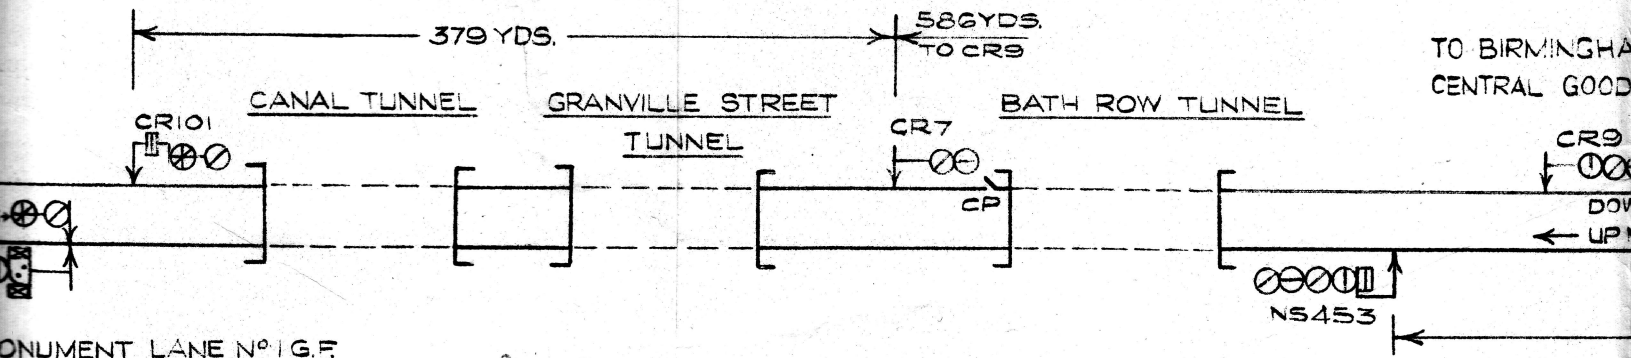 379 YDS.
586 YDS.
TO CR9
TO BIRMINGHA
CENTRAL GOOD
CANAL TUNNEL
GRANVILLE STREET
TUNNEL
BATH ROW TUNNEL
CR101
CR7
CR9
CP
DOW
UP
NS453
ONUMENT LANE Nº 1 G.F.